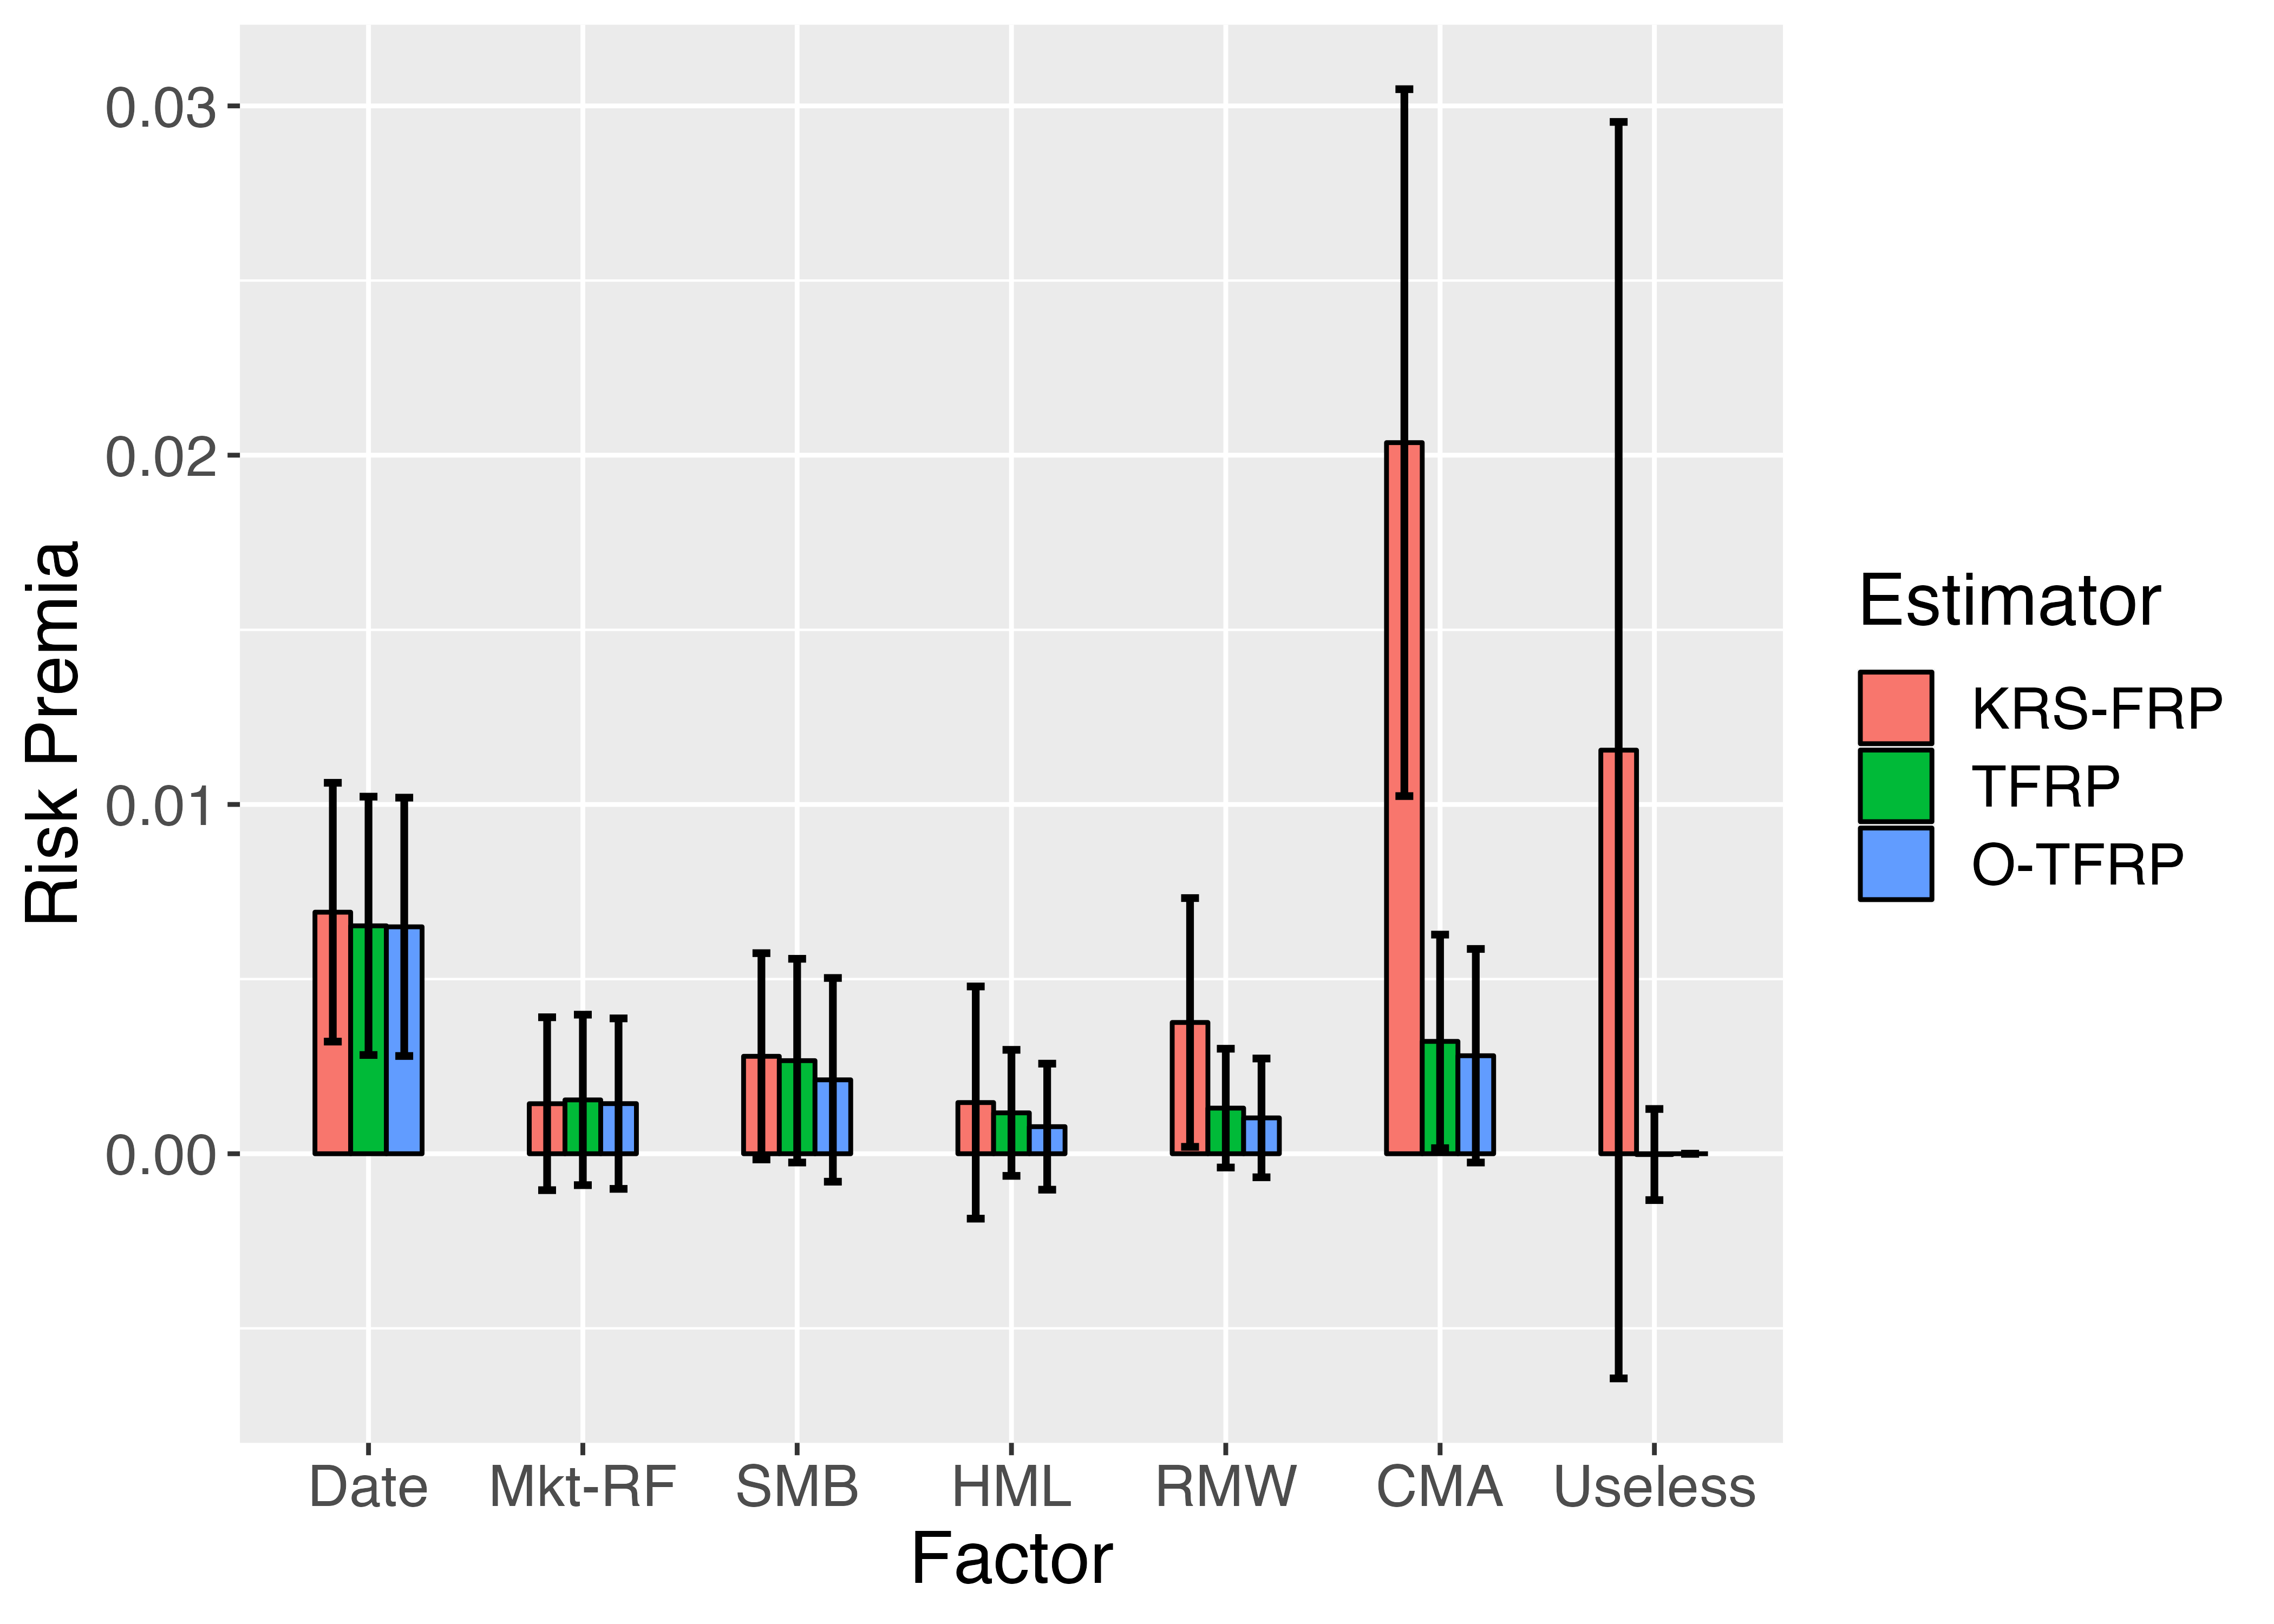 Risk Premia
0.03
0.02
0.01
0.00
Date Mkt-RF SMB HML RMW CMA Useless
Factor
Estimator
KRS-FRP
TFRP
O-TFRP